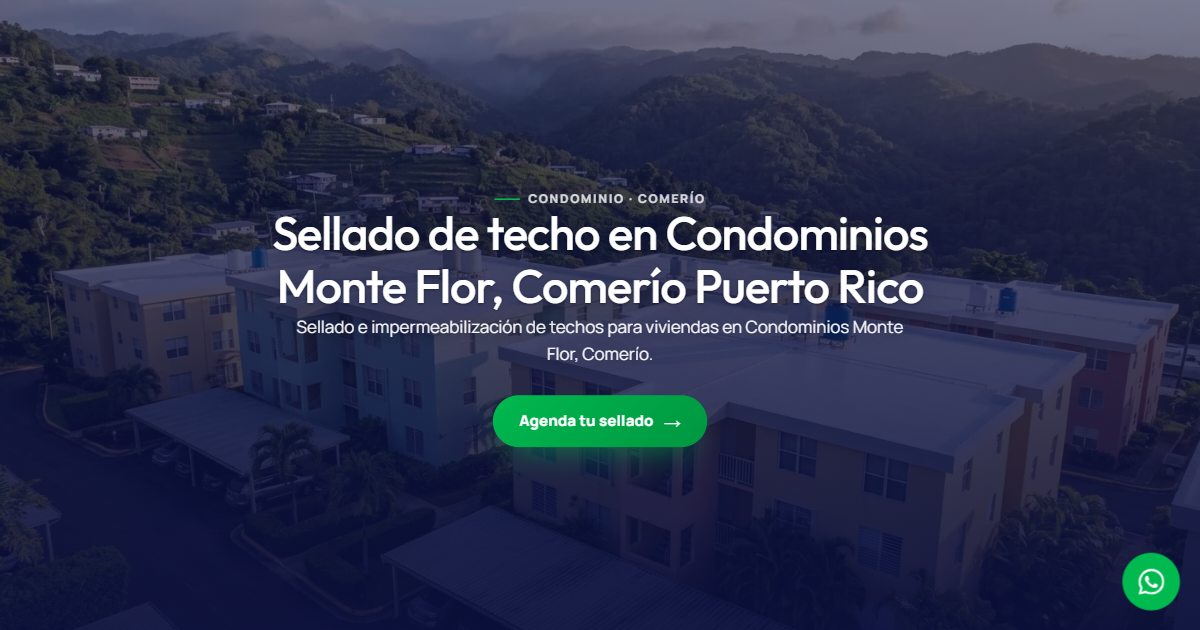 CONDOMINIO · COMERÍO
Sellado de techo en Condominios
Monte Flor, Comerío Puerto Rico
Sellado e impermeabilización de techos para viviendas en Condominios Monte
Flor, Comerío.
Agenda tu sellado →